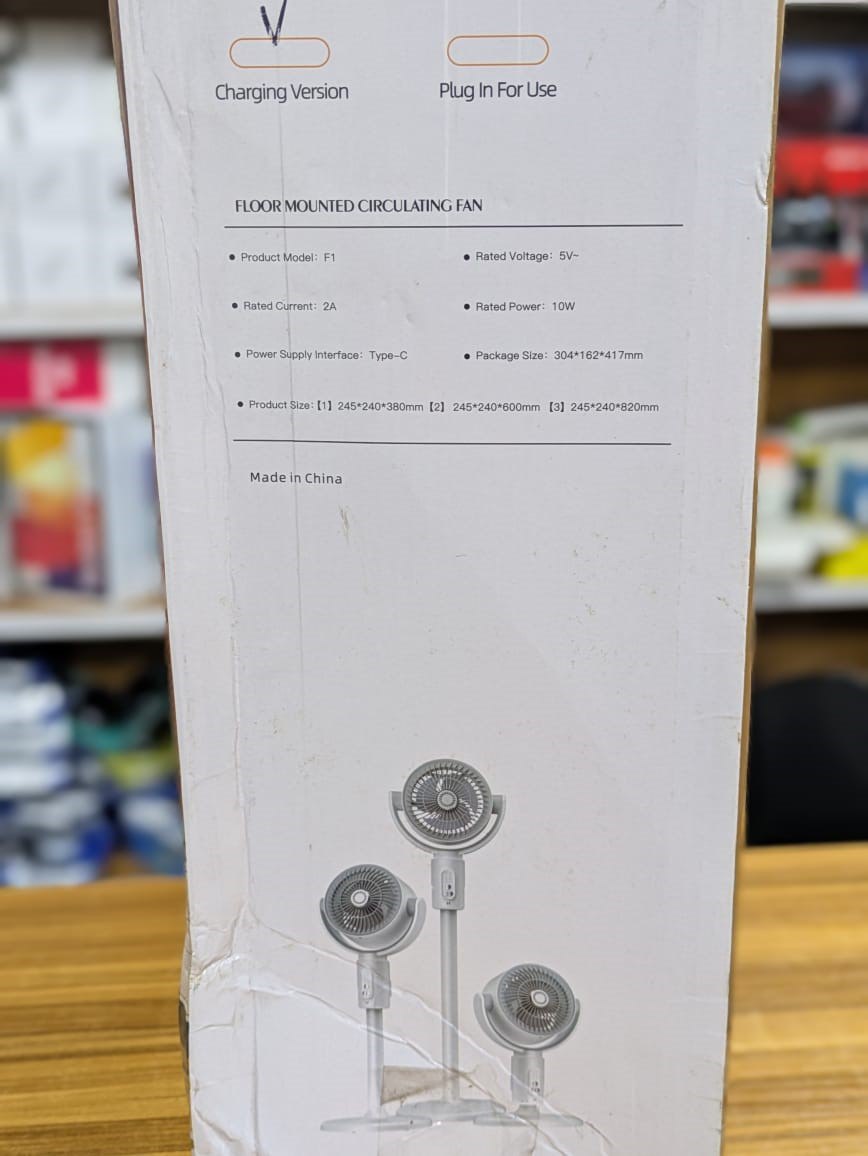 Charging Version Plug In For Use
FLOOR MOUNTED CIRCULATING FAN
● Product Model: F1 ● Rated Voltage: 5V~
● Rated Current: 2A ● Rated Power: 10W
● Power Supply Interface: Type-C ● Package Size: 304*162*417mm
● Product Size:【1】245*240*380mm【2】 245*240*600mm 【3】245*240*820mm
Made in China